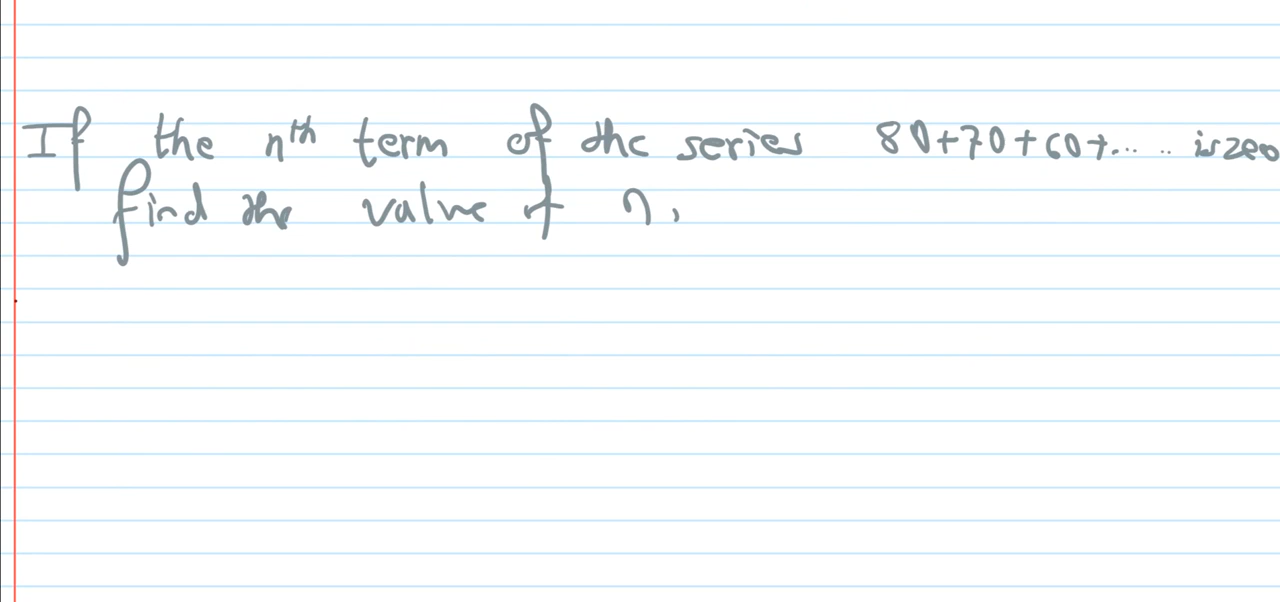 If the nth term of the series 80+70+60+..... is zero
find the value of n.